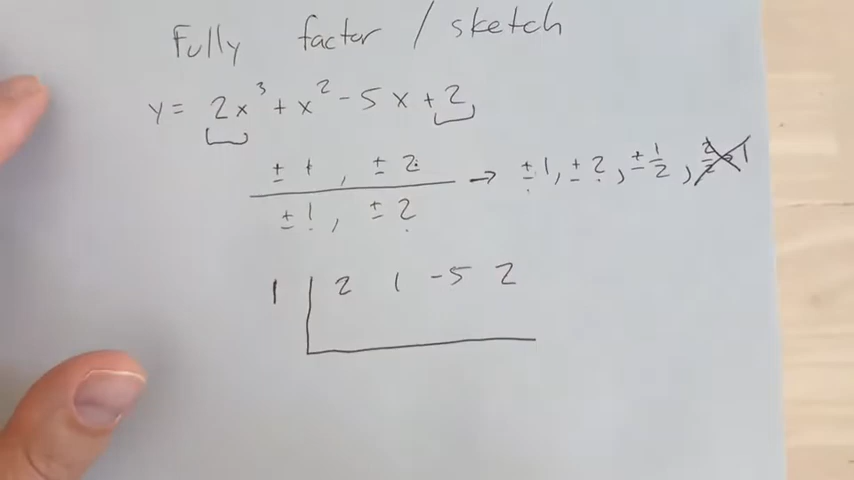 Fully factor / sketch
y = 2x³ + x² - 5x + 2
± 1, ± 2 → ± 1, ± 2, ± 1/2, 2/2 = 1
± 1, ± 2
1 | 2 1 -5 2